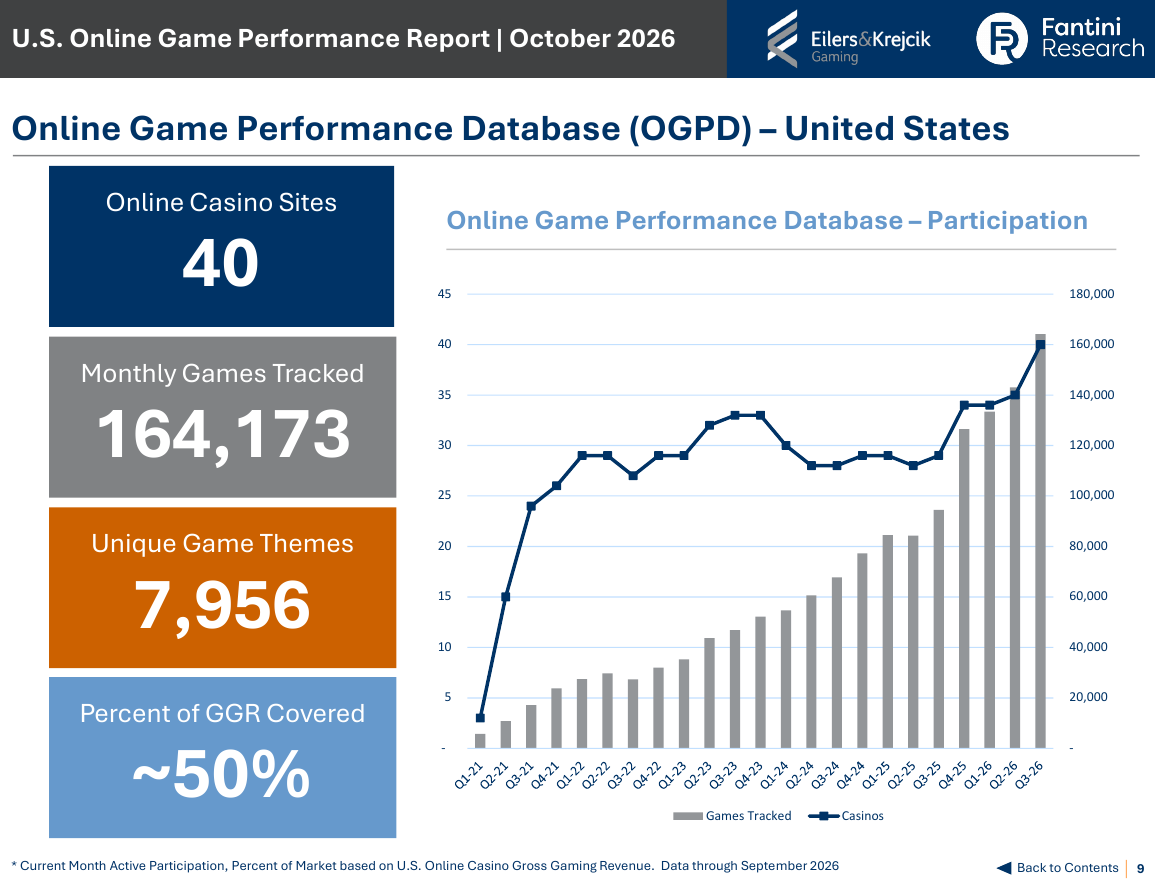 U.S. Online Game Performance Report | October 2026
Eilers&Krejcik
Gaming
Fantini
Research
Online Game Performance Database (OGPD) – United States
Online Casino Sites
40
Monthly Games Tracked
164,173
Unique Game Themes
7,956
Percent of GGR Covered
~50%
Online Game Performance Database – Participation
45
40
35
30
25
20
15
10
5
-
180,000
160,000
140,000
120,000
100,000
80,000
60,000
40,000
20,000
-
Q1-21
Q2-21
Q3-21
Q4-21
Q1-22
Q2-22
Q3-22
Q4-22
Q1-23
Q2-23
Q3-23
Q4-23
Q1-24
Q2-24
Q3-24
Q4-24
Q1-25
Q2-25
Q3-25
Q4-25
Q1-26
Q2-26
Q3-26
Games Tracked
Casinos
* Current Month Active Participation, Percent of Market based on U.S. Online Casino Gross Gaming Revenue. Data through September 2026
Back to Contents
9